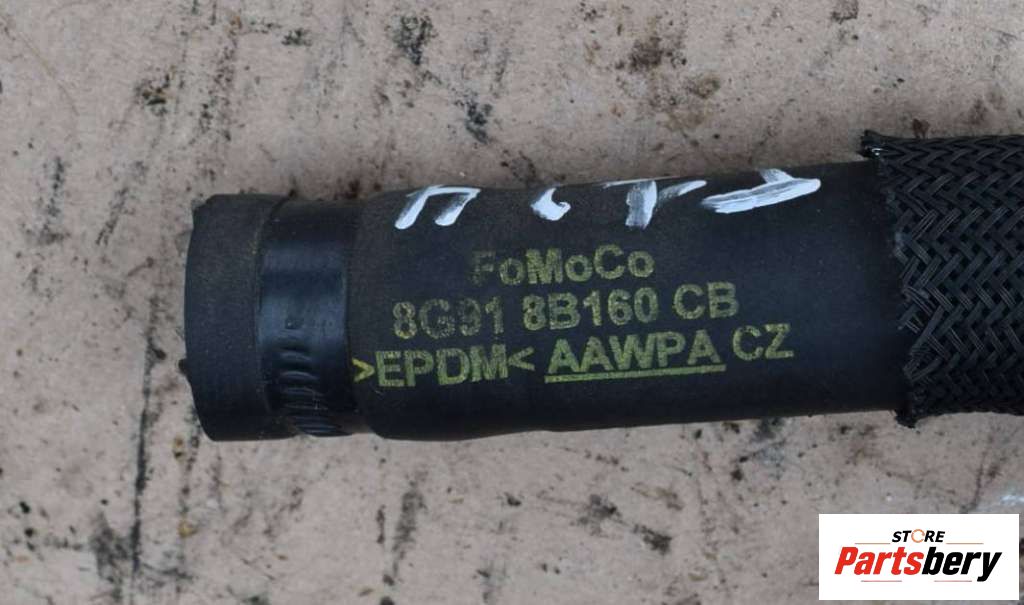 FoMoCo
8G91 8B160 CB
>EPDM< AAWPA CZ
STORE
Partsbery